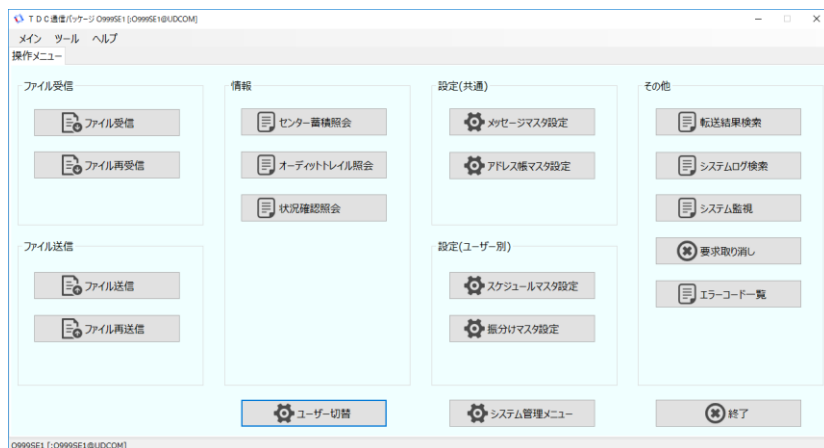 TDC通信パッケージ O999SE1 [:O999SE1@UDCOM]
メイン ツール ヘルプ
操作メニュー
ファイル受信
ファイル受信
ファイル再受信
ファイル送信
ファイル送信
ファイル再送信
情報
センター蓄積照会
オーディットトレイル照会
状況確認照会
ユーザー切替
設定(共通)
メッセージマスタ設定
アドレス帳マスタ設定
設定(ユーザー別)
スケジュールマスタ設定
振分けマスタ設定
システム管理メニュー
その他
転送結果検索
システムログ検索
システム監視
要求取り消し
エラーコード一覧
終了
O999SE1 [:O999SE1@UDCOM]